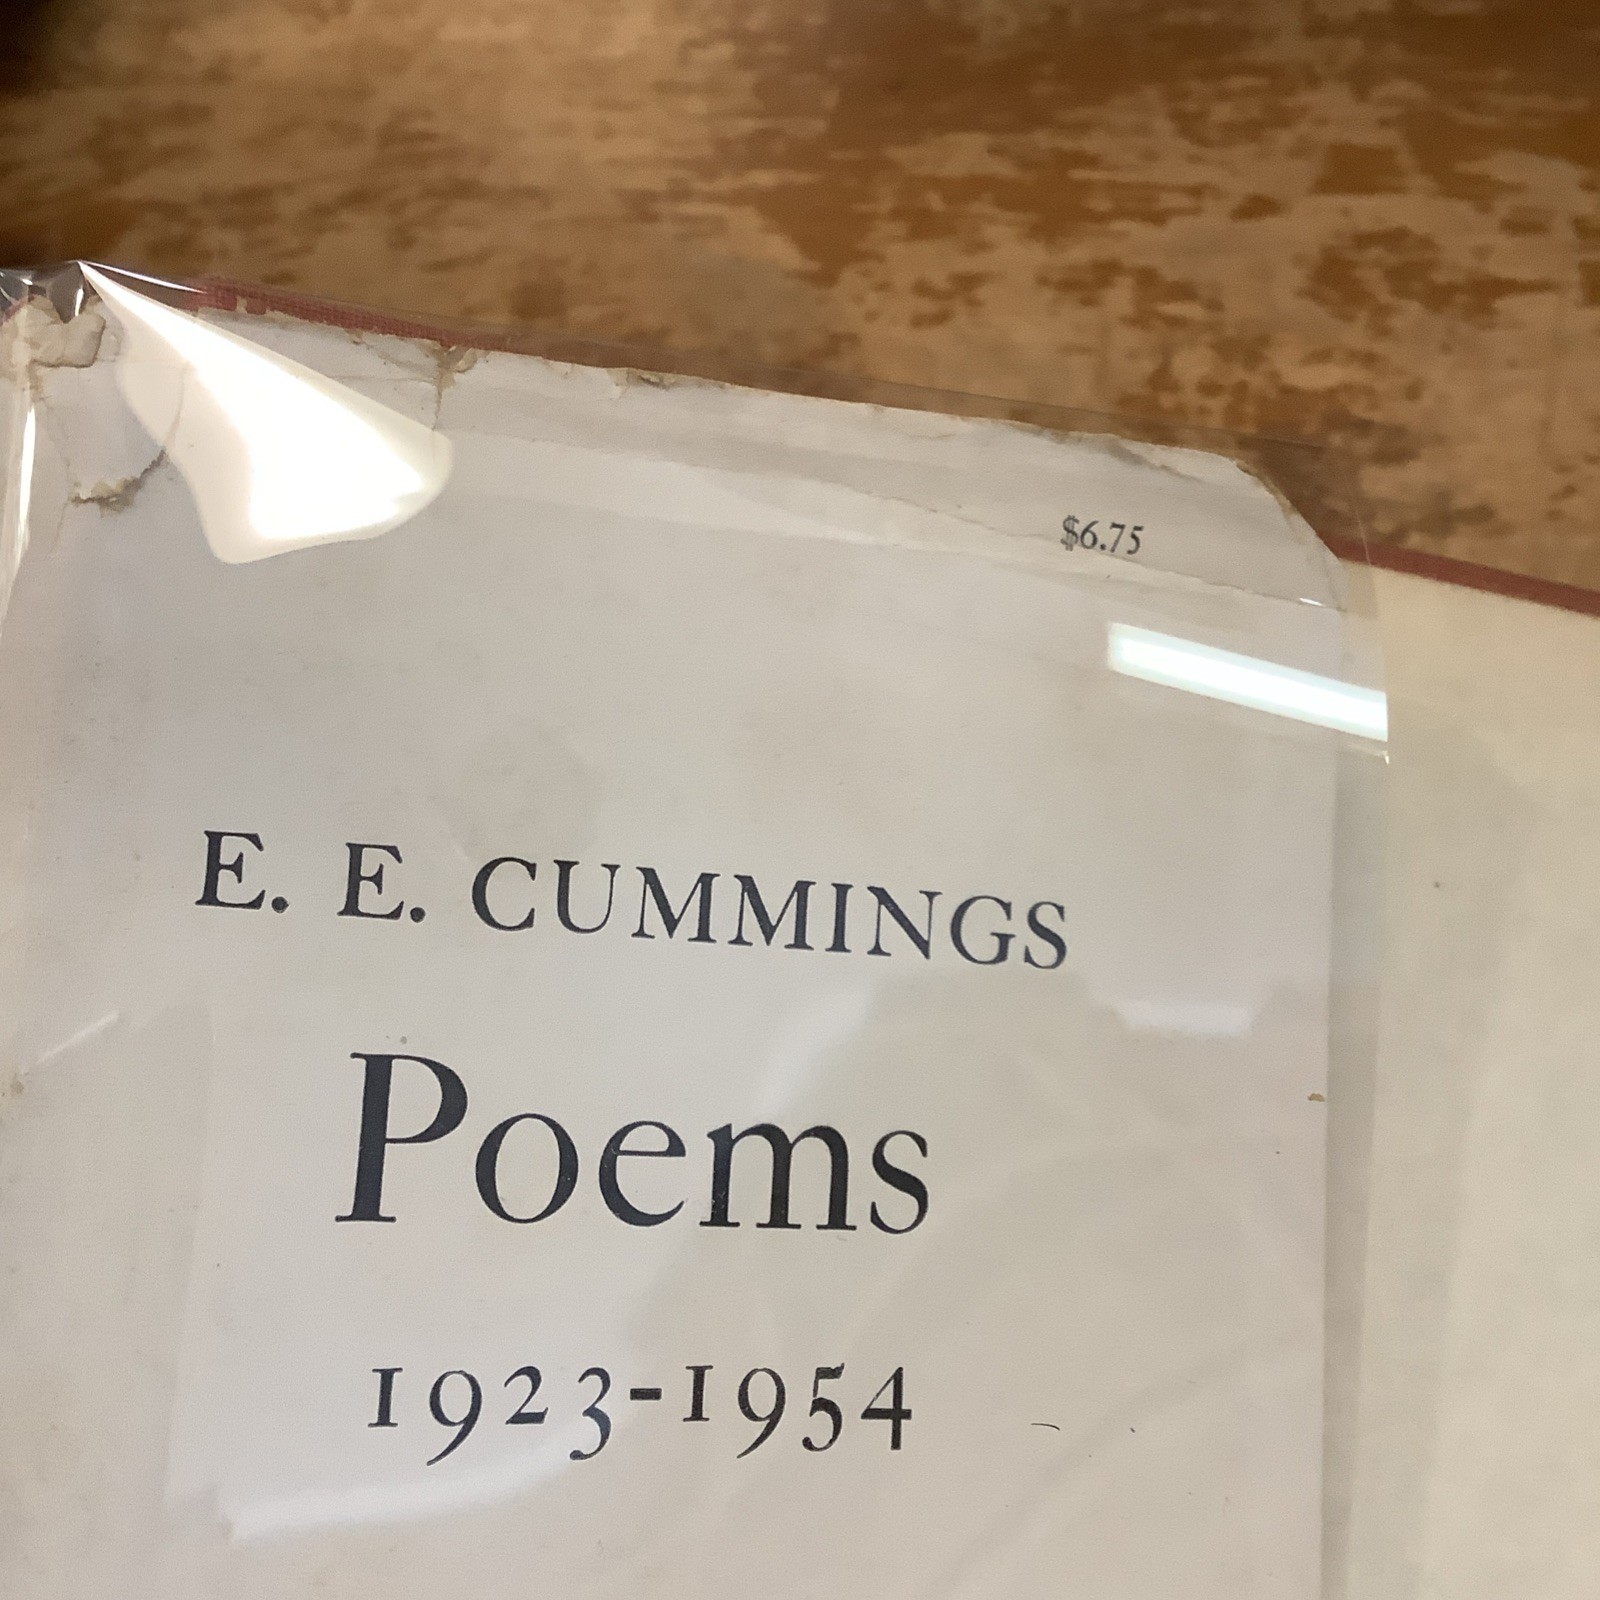 $6.75
E. E. CUMMINGS
Poems
1923-1954